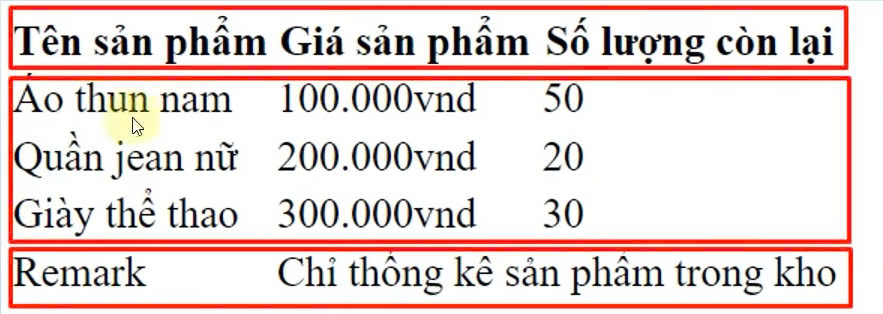 Tên sản phẩm Giá sản phẩm Số lượng còn lại
Áo thun nam 100.000vnd 50
Quần jean nữ 200.000vnd 20
Giày thể thao 300.000vnd 30
Remark Chỉ thống kê sản phẩm trong kho